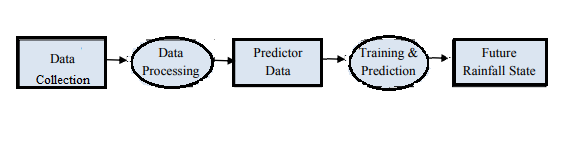 Data
Collection
Data
Processing
Predictor
Data
Training &
Prediction
Future
Rainfall State